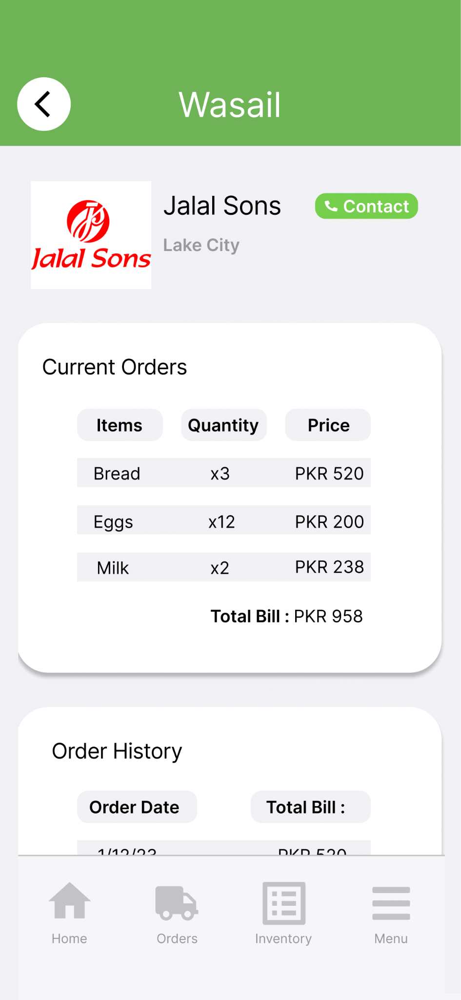 Wasail
Jalal Sons
Jalal Sons
Contact
Lake City
Current Orders
Items Quantity Price
Bread x3 PKR 520
Eggs x12 PKR 200
Milk x2 PKR 238
Total Bill : PKR 958
Order History
Order Date Total Bill :
1/12/23 PKR 520
Home Orders Inventory Menu